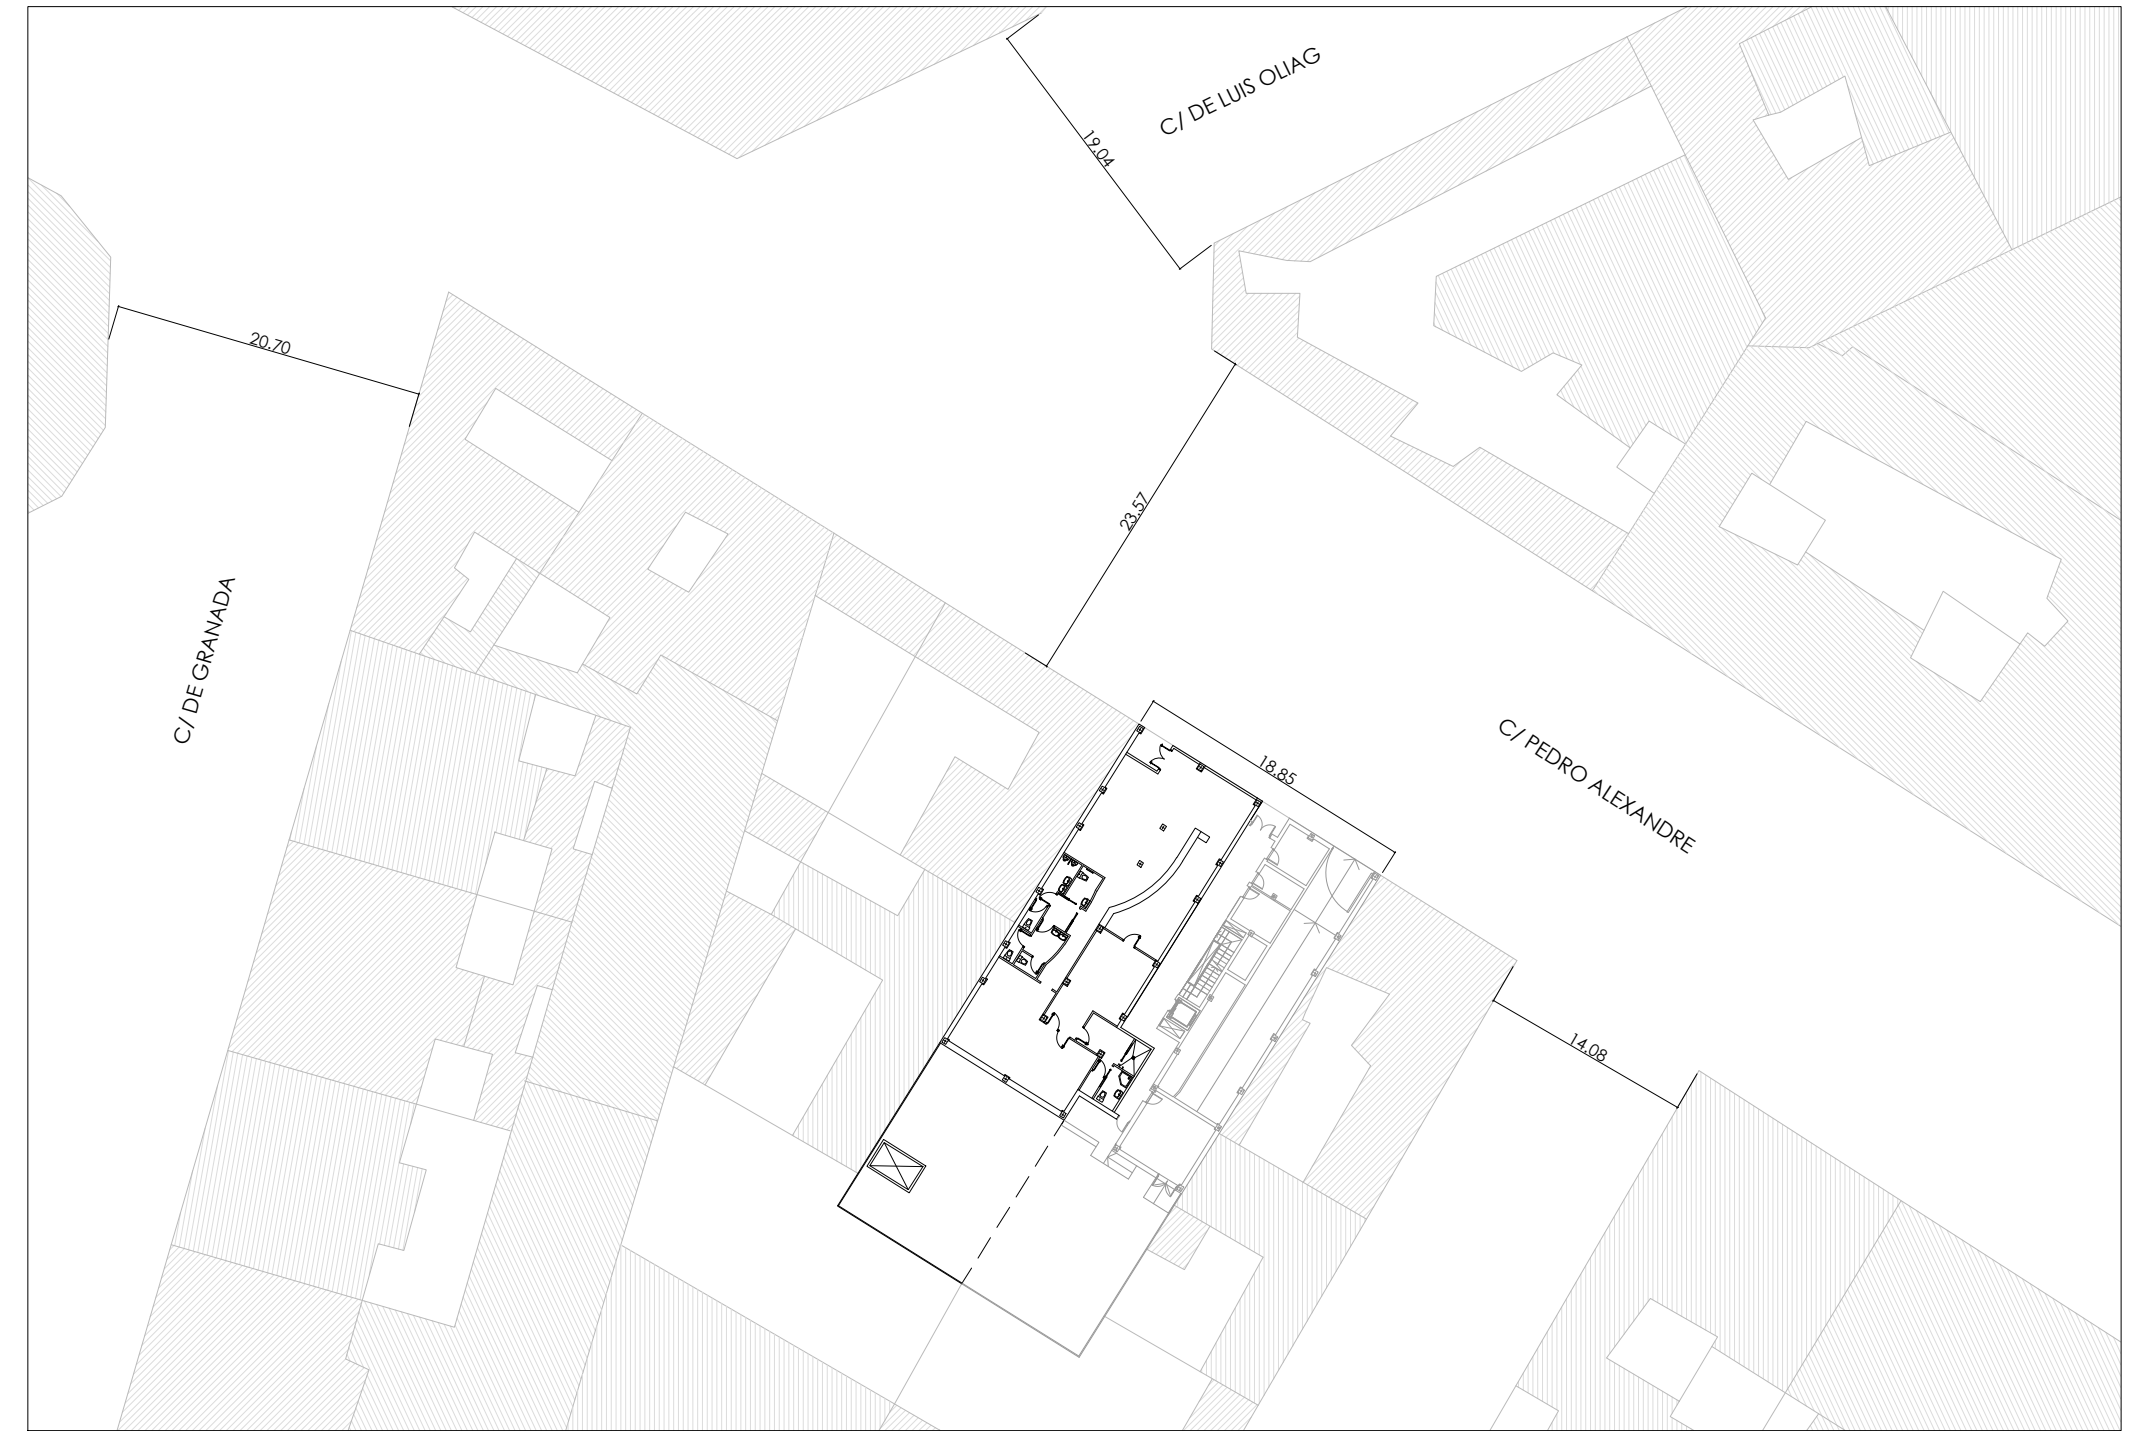 C/ DE LUIS OLIAG
19.04
20.70
23.57
C/ DE GRANADA
C/ PEDRO ALEXANDRE
18.85
14.08